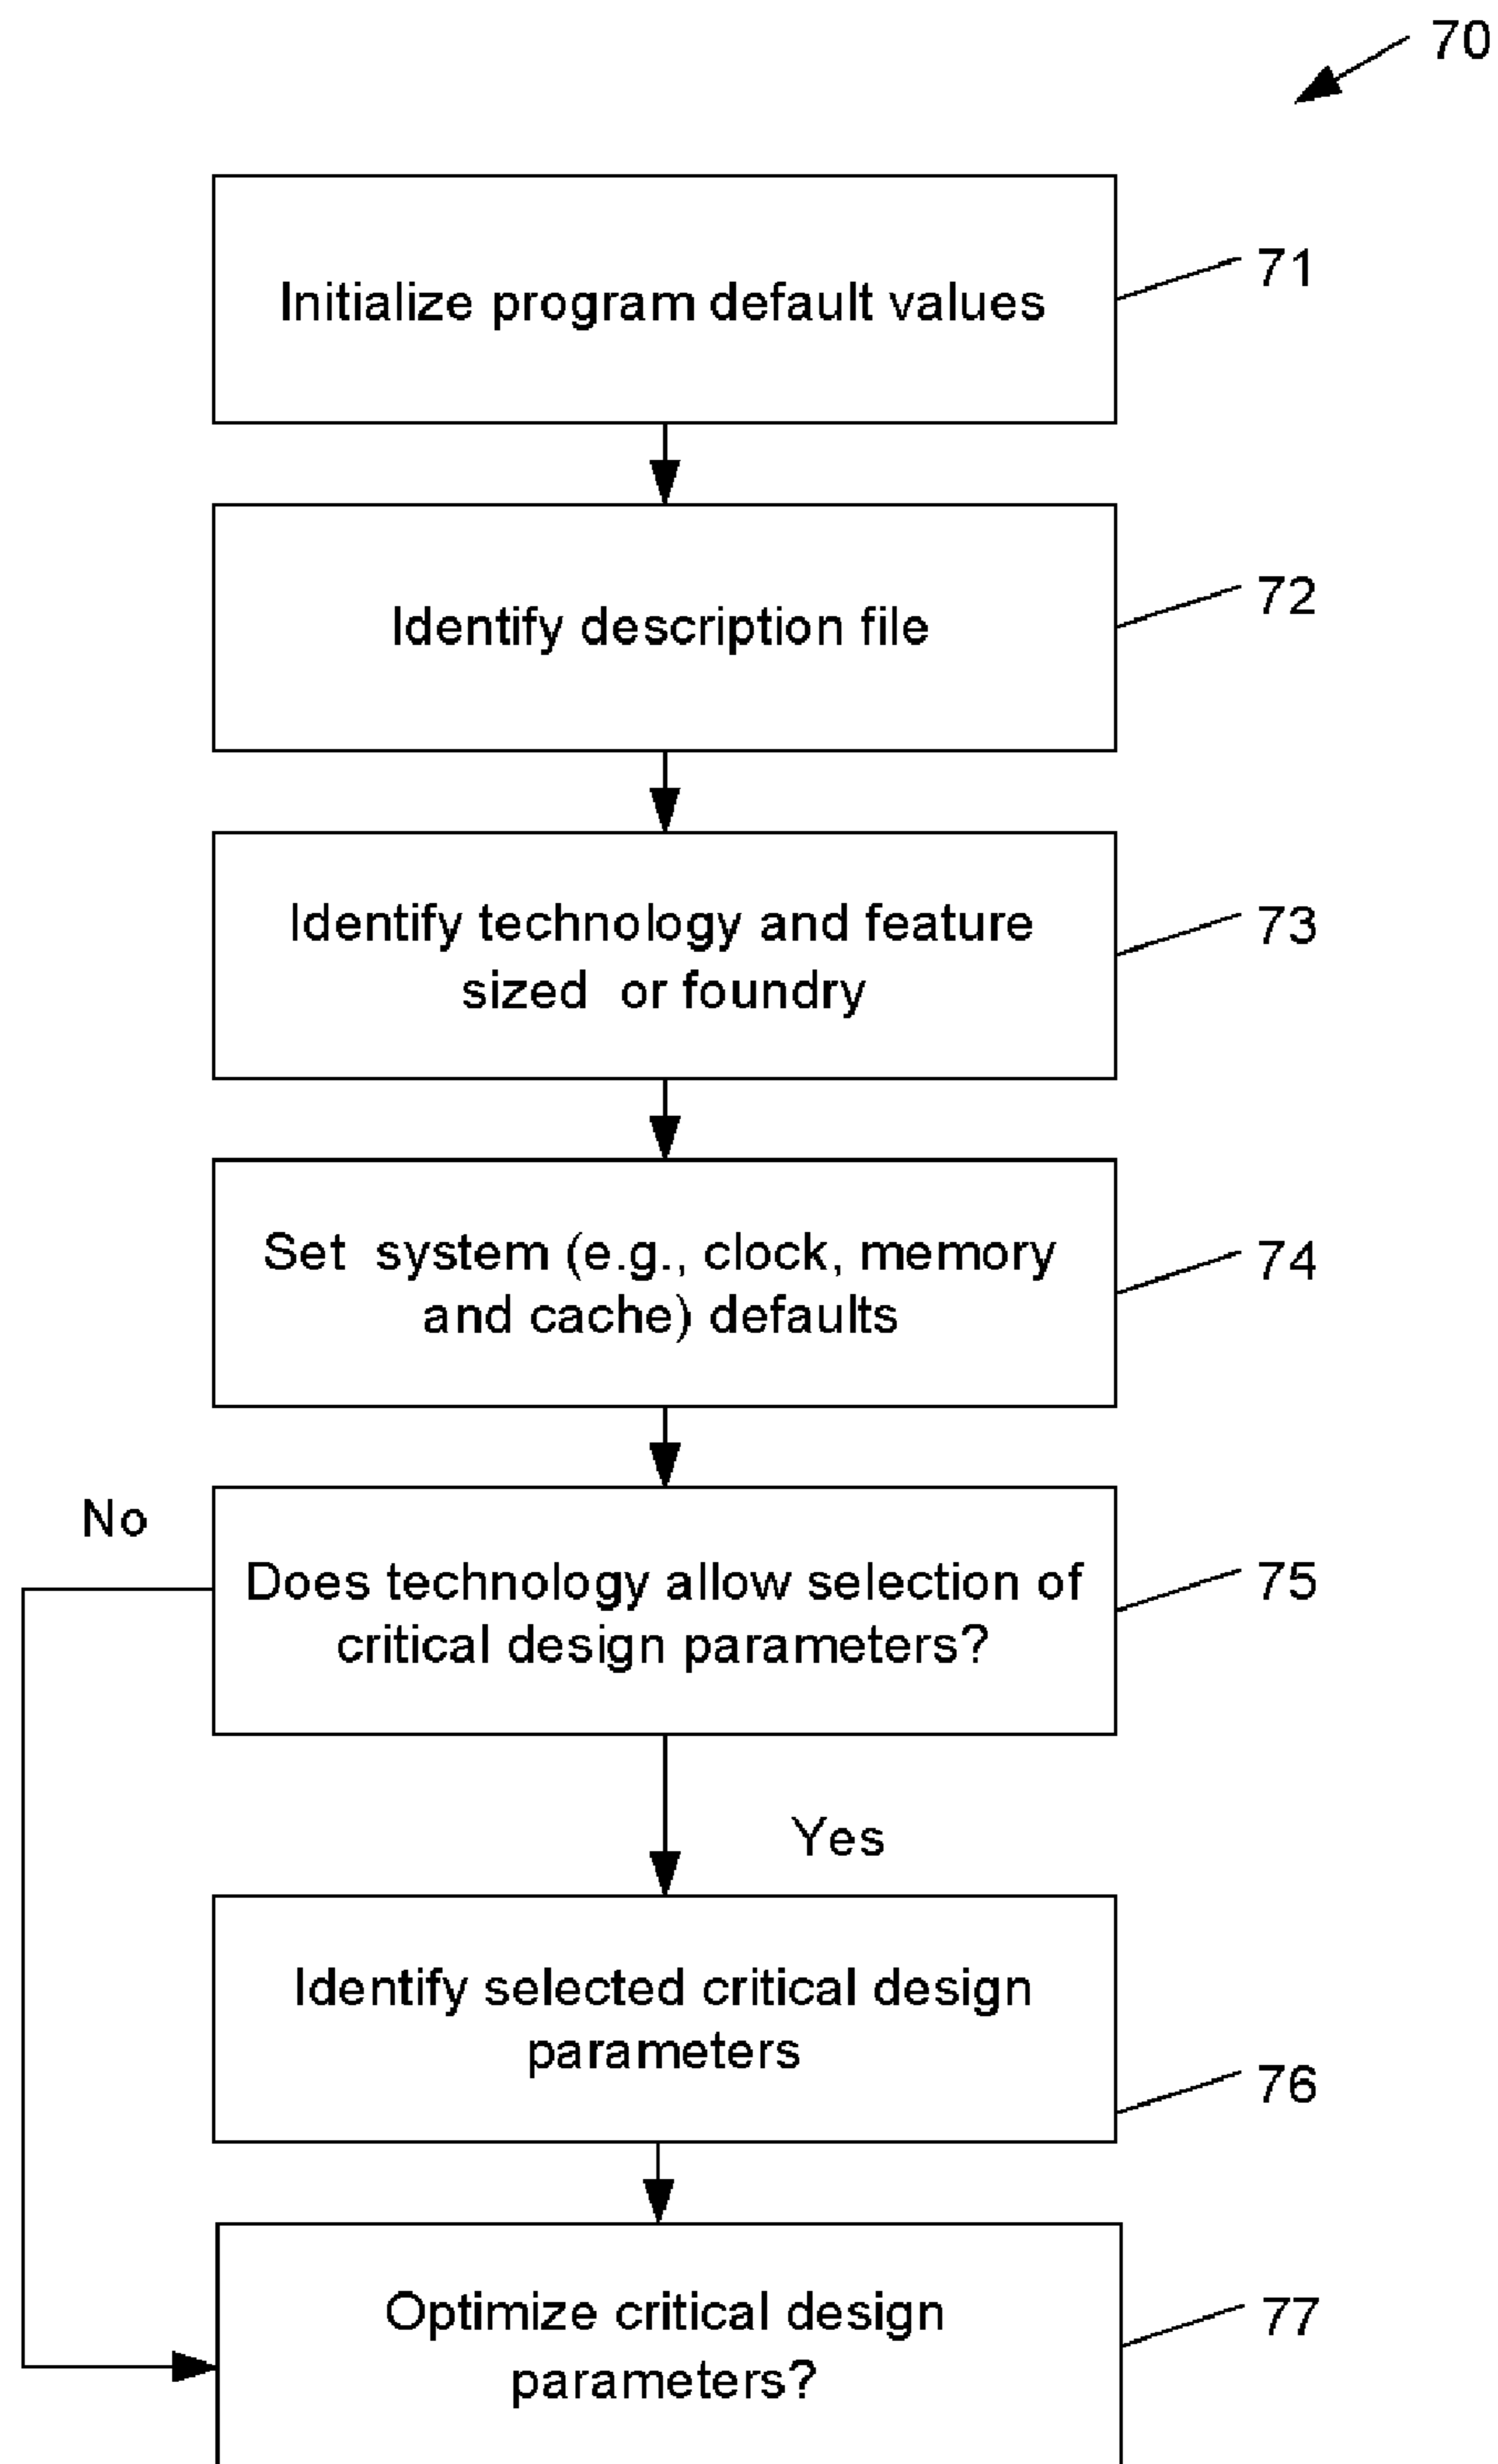 70
Initialize program default values
71
Identify description file
72
Identify technology and feature
sized or foundry
73
Set system (e.g., clock, memory
and cache) defaults
74
No
Does technology allow selection of
critical design parameters?
75
Yes
Identify selected critical design
parameters
76
Optimize critical design
parameters?
77